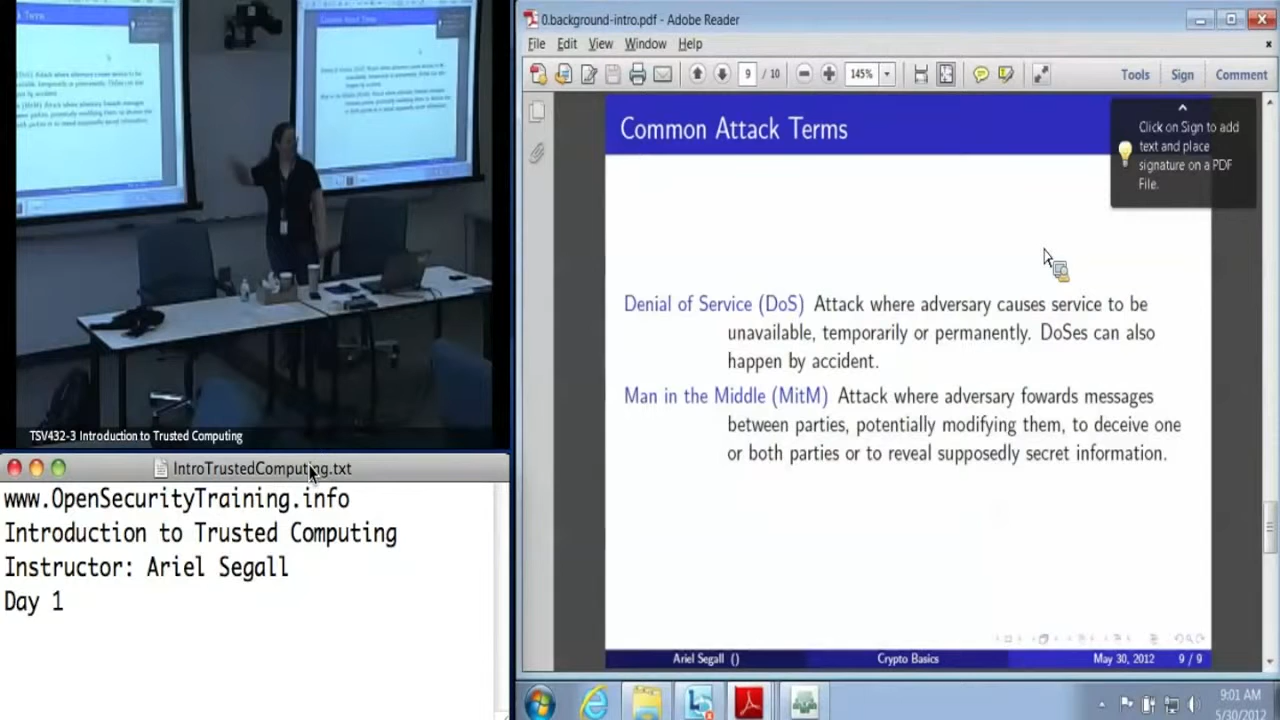 TSV432-3 Introduction to Trusted Computing
IntroTrustedComputing.txt
www.OpenSecurityTraining.info
Introduction to Trusted Computing
Instructor: Ariel Segall
Day 1
0.background-intro.pdf - Adobe Reader
File Edit View Window Help
9 / 10 145% Tools Sign Comment
Click on Sign to add
text and place
signature on a PDF
File.
Common Attack Terms
Denial of Service (DoS) Attack where adversary causes service to be
unavailable, temporarily or permanently. DoSes can also
happen by accident.
Man in the Middle (MitM) Attack where adversary fowards messages
between parties, potentially modifying them, to deceive one
or both parties or to reveal supposedly secret information.
Ariel Segall () Crypto Basics May 30, 2012 9 / 9
9:01 AM
5/30/2012